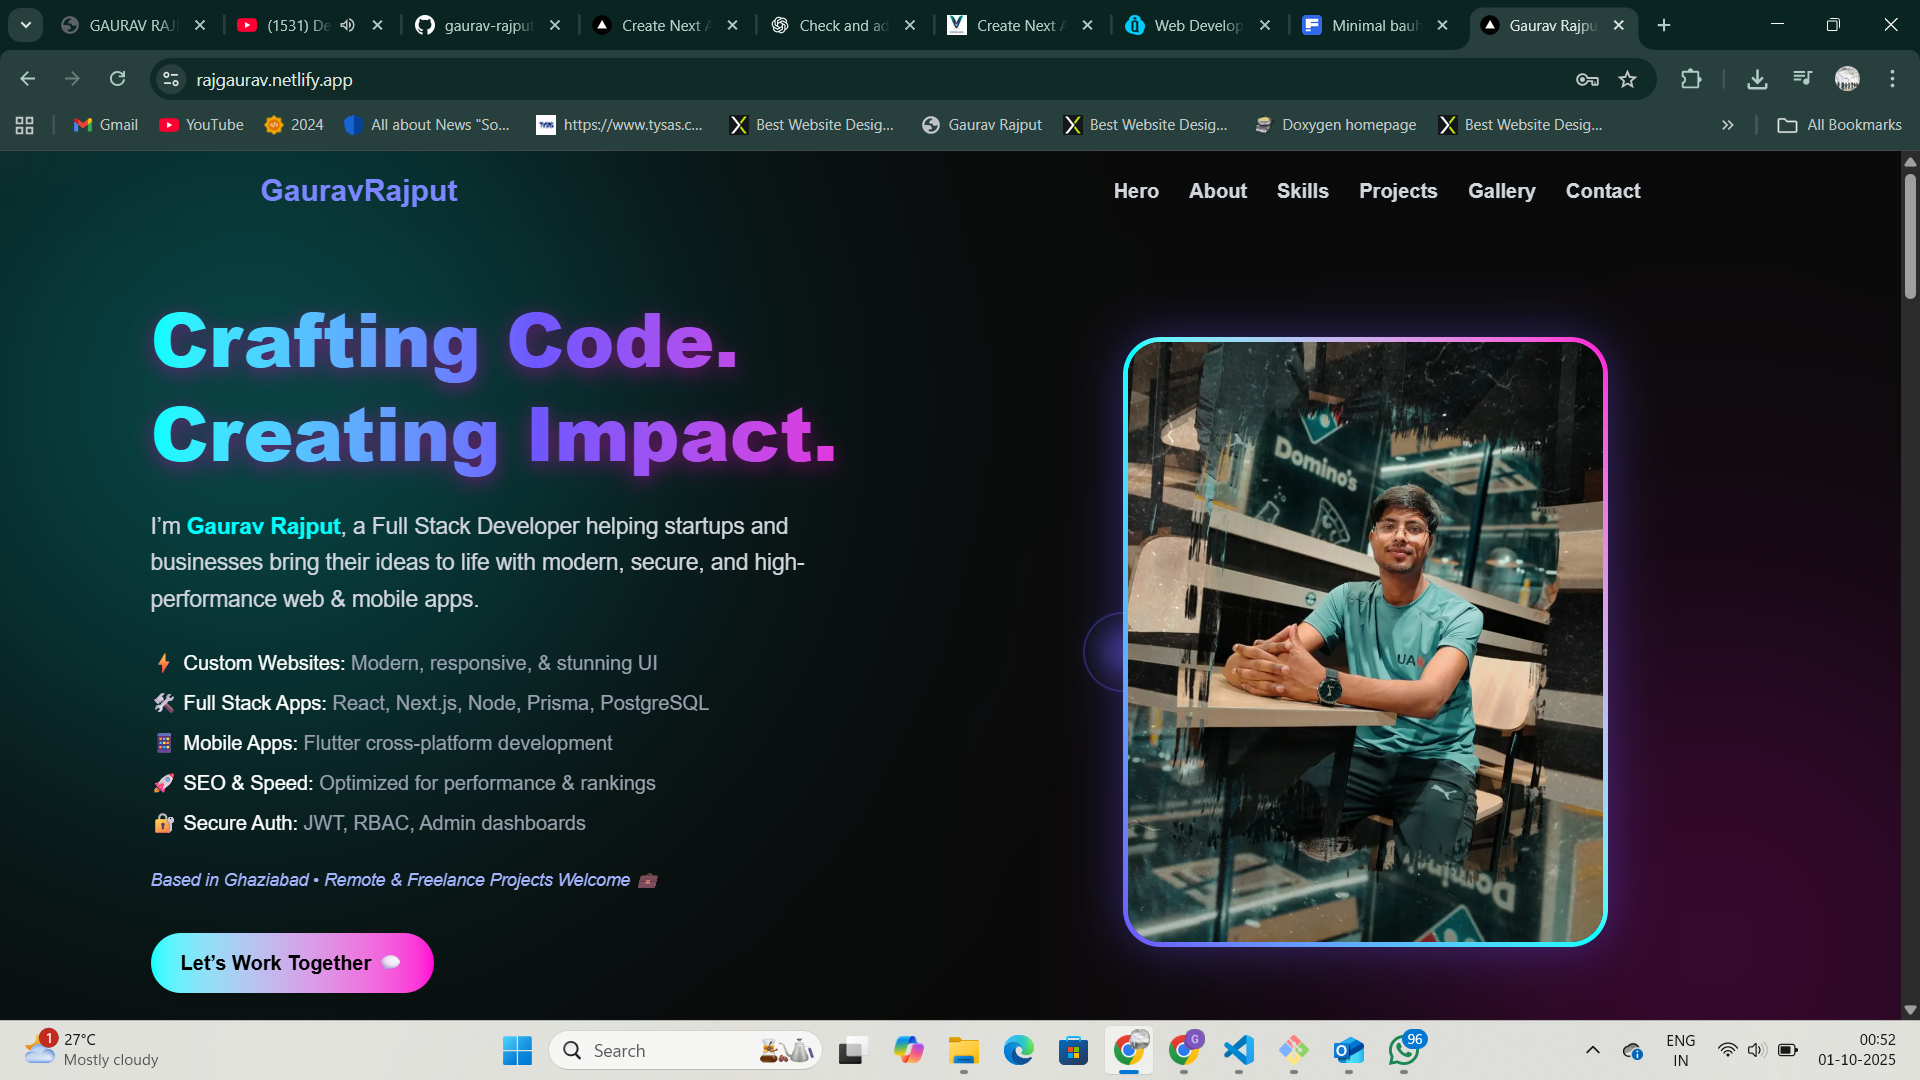 GAURAV RAJ
(1531) De
gaurav-rajput
Create Next A
Check and ad
Create Next A
Web Develop
Minimal bauh
Gaurav Rajpu
rajgaurav.netlify.app
Gmail
YouTube
2024
All about News "So...
https://www.tysas.c...
Best Website Desig...
Gaurav Rajput
Best Website Desig...
Doxygen homepage
Best Website Desig...
All Bookmarks
GauravRajput
Hero About Skills Projects Gallery Contact
Crafting Code.
Creating Impact.
I’m Gaurav Rajput, a Full Stack Developer helping startups and
businesses bring their ideas to life with modern, secure, and high-
performance web & mobile apps.
⚡ Custom Websites: Modern, responsive, & stunning UI
🛠 Full Stack Apps: React, Next.js, Node, Prisma, PostgreSQL
📱 Mobile Apps: Flutter cross-platform development
🚀 SEO & Speed: Optimized for performance & rankings
🔐 Secure Auth: JWT, RBAC, Admin dashboards
Based in Ghaziabad • Remote & Freelance Projects Welcome 💼
Let’s Work Together
Domino's
UA
1
27°C
Mostly cloudy
Search
G
96
ENG
IN
00:52
01-10-2025